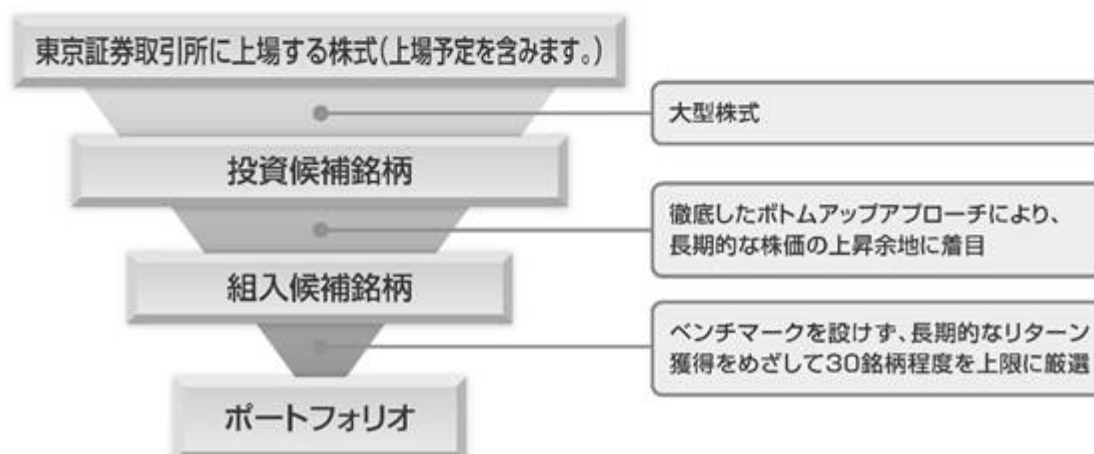 東京証券取引所に上場する株式(上場予定を含みます。)
大型株式
投資候補銘柄
徹底したボトムアップアプローチにより、
長期的な株価の上昇余地に着目
組入候補銘柄
ベンチマークを設けず、長期的なリターン
獲得をめざして30銘柄程度を上限に厳選
ポートフォリオ